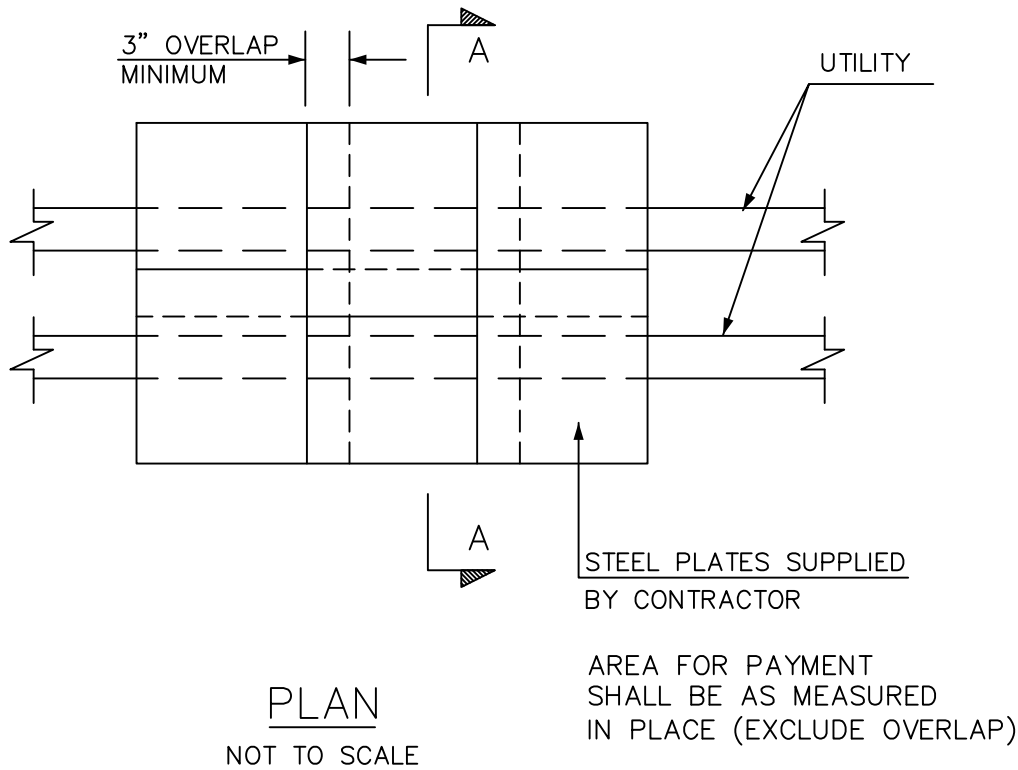 3” OVERLAP
MINIMUM
A
UTILITY
A
STEEL PLATES SUPPLIED
BY CONTRACTOR
AREA FOR PAYMENT
SHALL BE AS MEASURED
IN PLACE (EXCLUDE OVERLAP)
PLAN
NOT TO SCALE